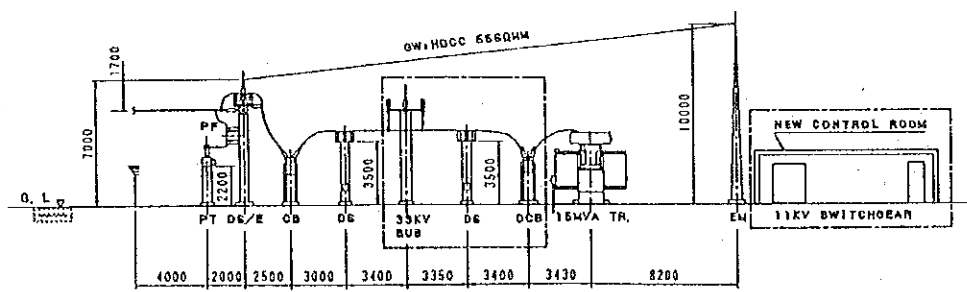 GW:HDCC 55SQMM
1700
7000
10000
PF
2200
3500
3500
NEW CONTROL ROOM
G. L
PT DS/E CB DS 33KV DS DCB 15MVA TR. EW 11KV SWITCHGEAR
BUS
4000 2000 2500 3000 3400 3350 3400 3430 8200